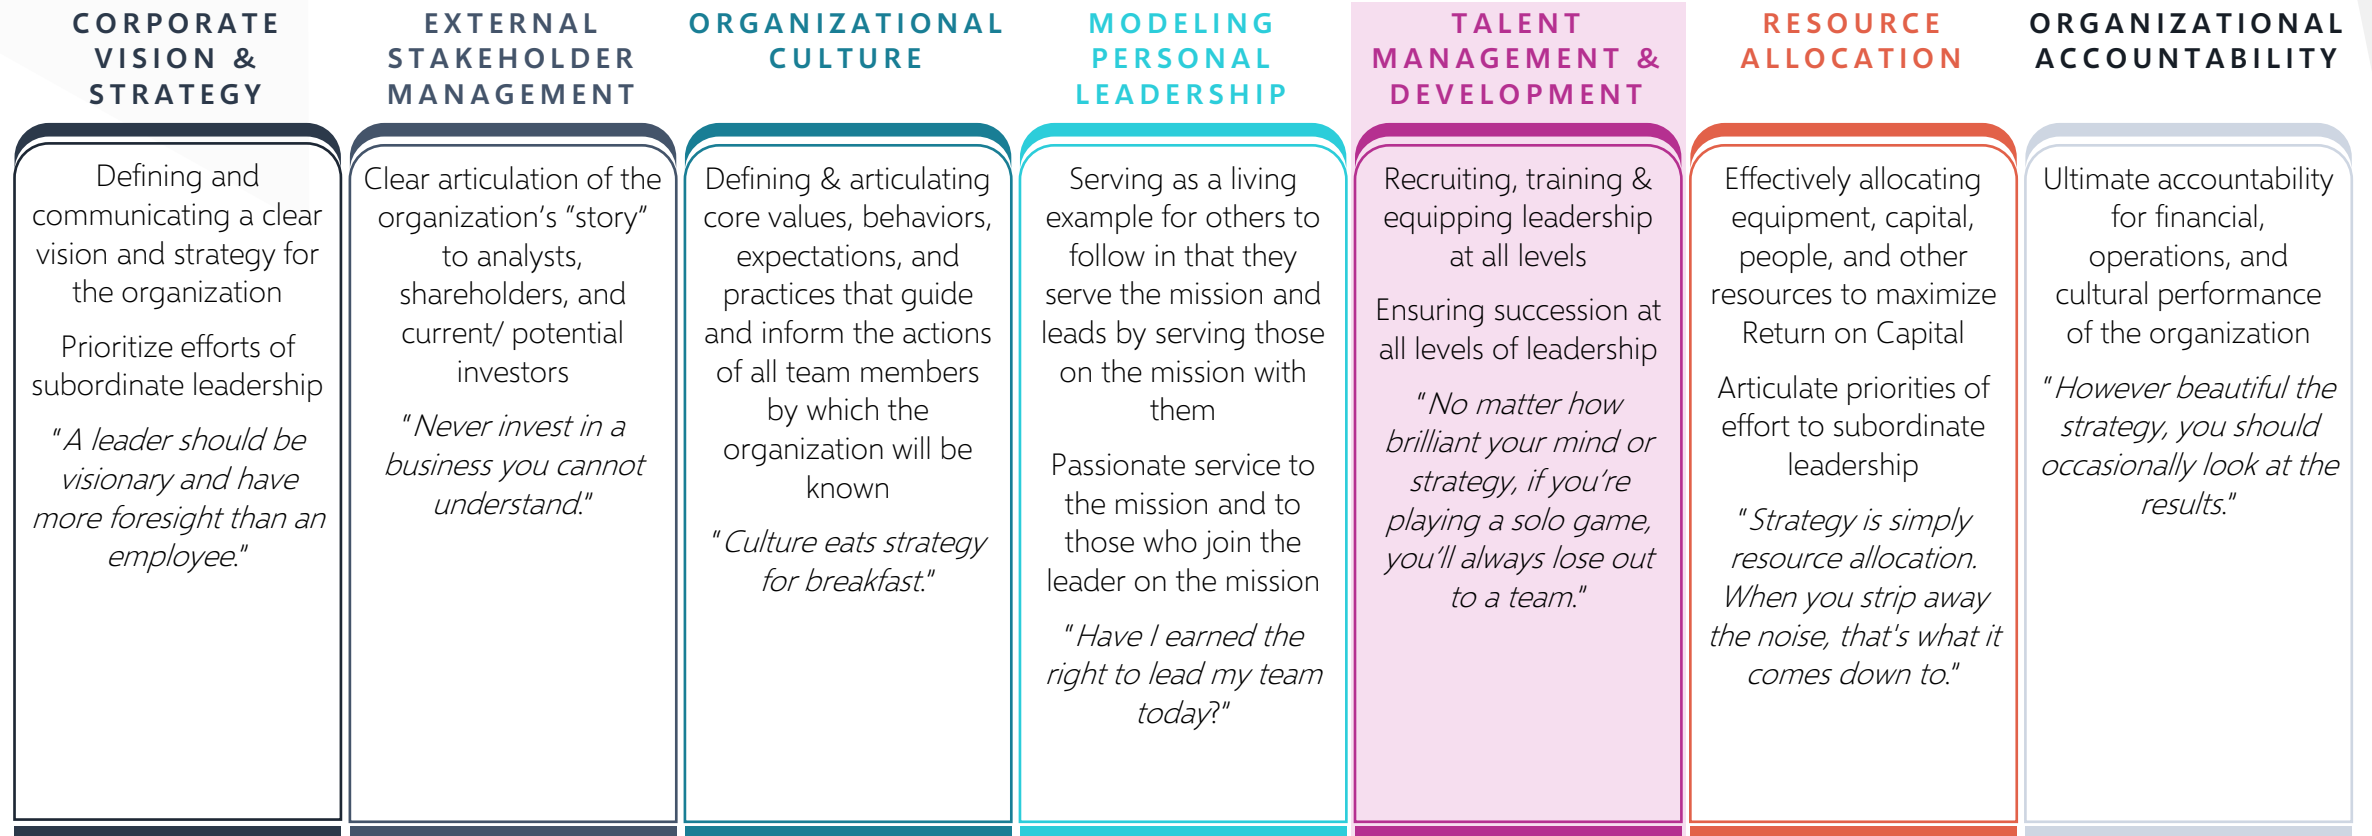 CORPORATE
VISION &
STRATEGY
Defining and
communicating a clear
vision and strategy for
the organization
Prioritize efforts of
subordinate leadership
"A leader should be
visionary and have
more foresight than an
employee."
EXTERNAL
STAKEHOLDER
MANAGEMENT
Clear articulation of the
organization's "story"
to analysts,
shareholders, and
current/ potential
investors
"Never invest in a
business you cannot
understand."
ORGANIZATIONAL
CULTURE
Defining & articulating
core values, behaviors,
expectations, and
practices that guide
and inform the actions
of all team members
by which the
organization will be
known
"Culture eats strategy
for breakfast."
MODELING
PERSONAL
LEADERSHIP
Serving as a living
example for others to
follow in that they
serve the mission and
leads by serving those
on the mission with
them
Passionate service to
the mission and to
those who join the
leader on the mission
"Have I earned the
right to lead my team
today?"
TALENT
MANAGEMENT &
DEVELOPMENT
Recruiting, training &
equipping leadership
at all levels
Ensuring succession at
all levels of leadership
"No matter how
brilliant your mind or
strategy, if you're
playing a solo game,
you'll always lose out
to a team."
RESOURCE
ALLOCATION
Effectively allocating
equipment, capital,
people, and other
resources to maximize
Return on Capital
Articulate priorities of
effort to subordinate
leadership
"Strategy is simply
resource allocation.
When you strip away
the noise, that's what it
comes down to."
ORGANIZATIONAL
ACCOUNTABILITY
Ultimate accountability
for financial,
operations, and
cultural performance
of the organization
"However beautiful the
strategy, you should
occasionally look at the
results."